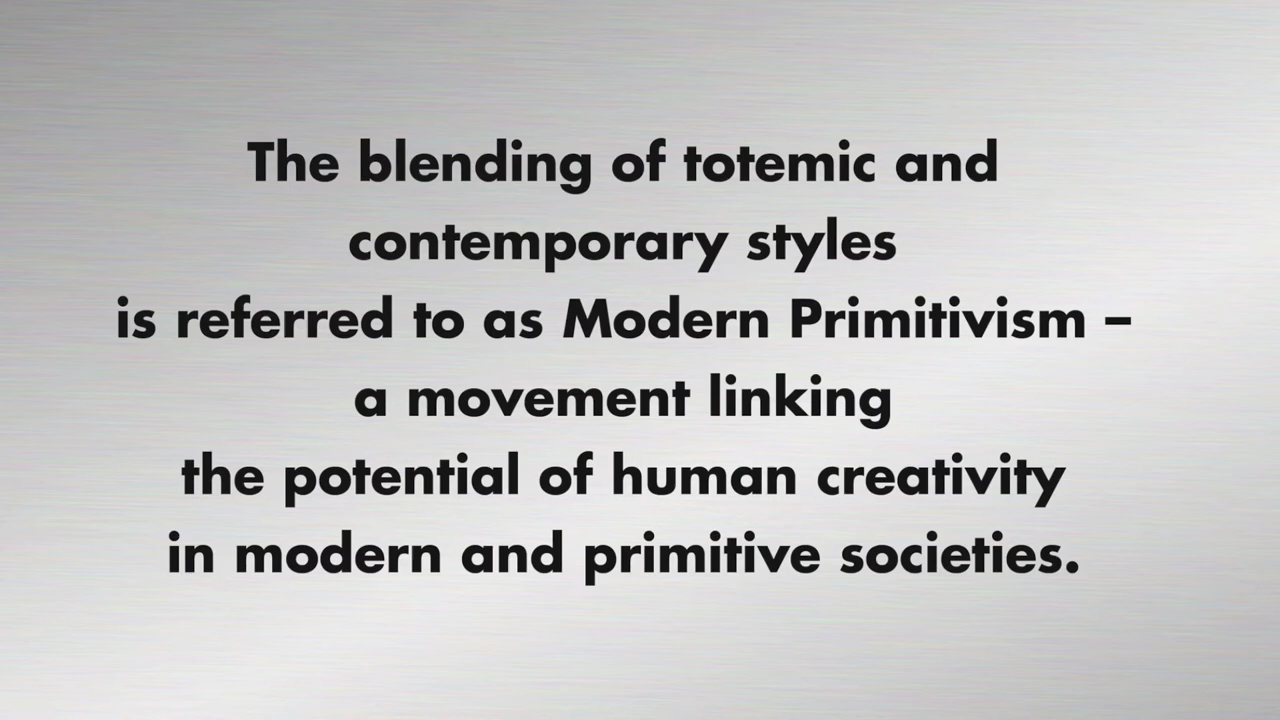 The blending of totemic and
contemporary styles
is referred to as Modern Primitivism –
a movement linking
the potential of human creativity
in modern and primitive societies.